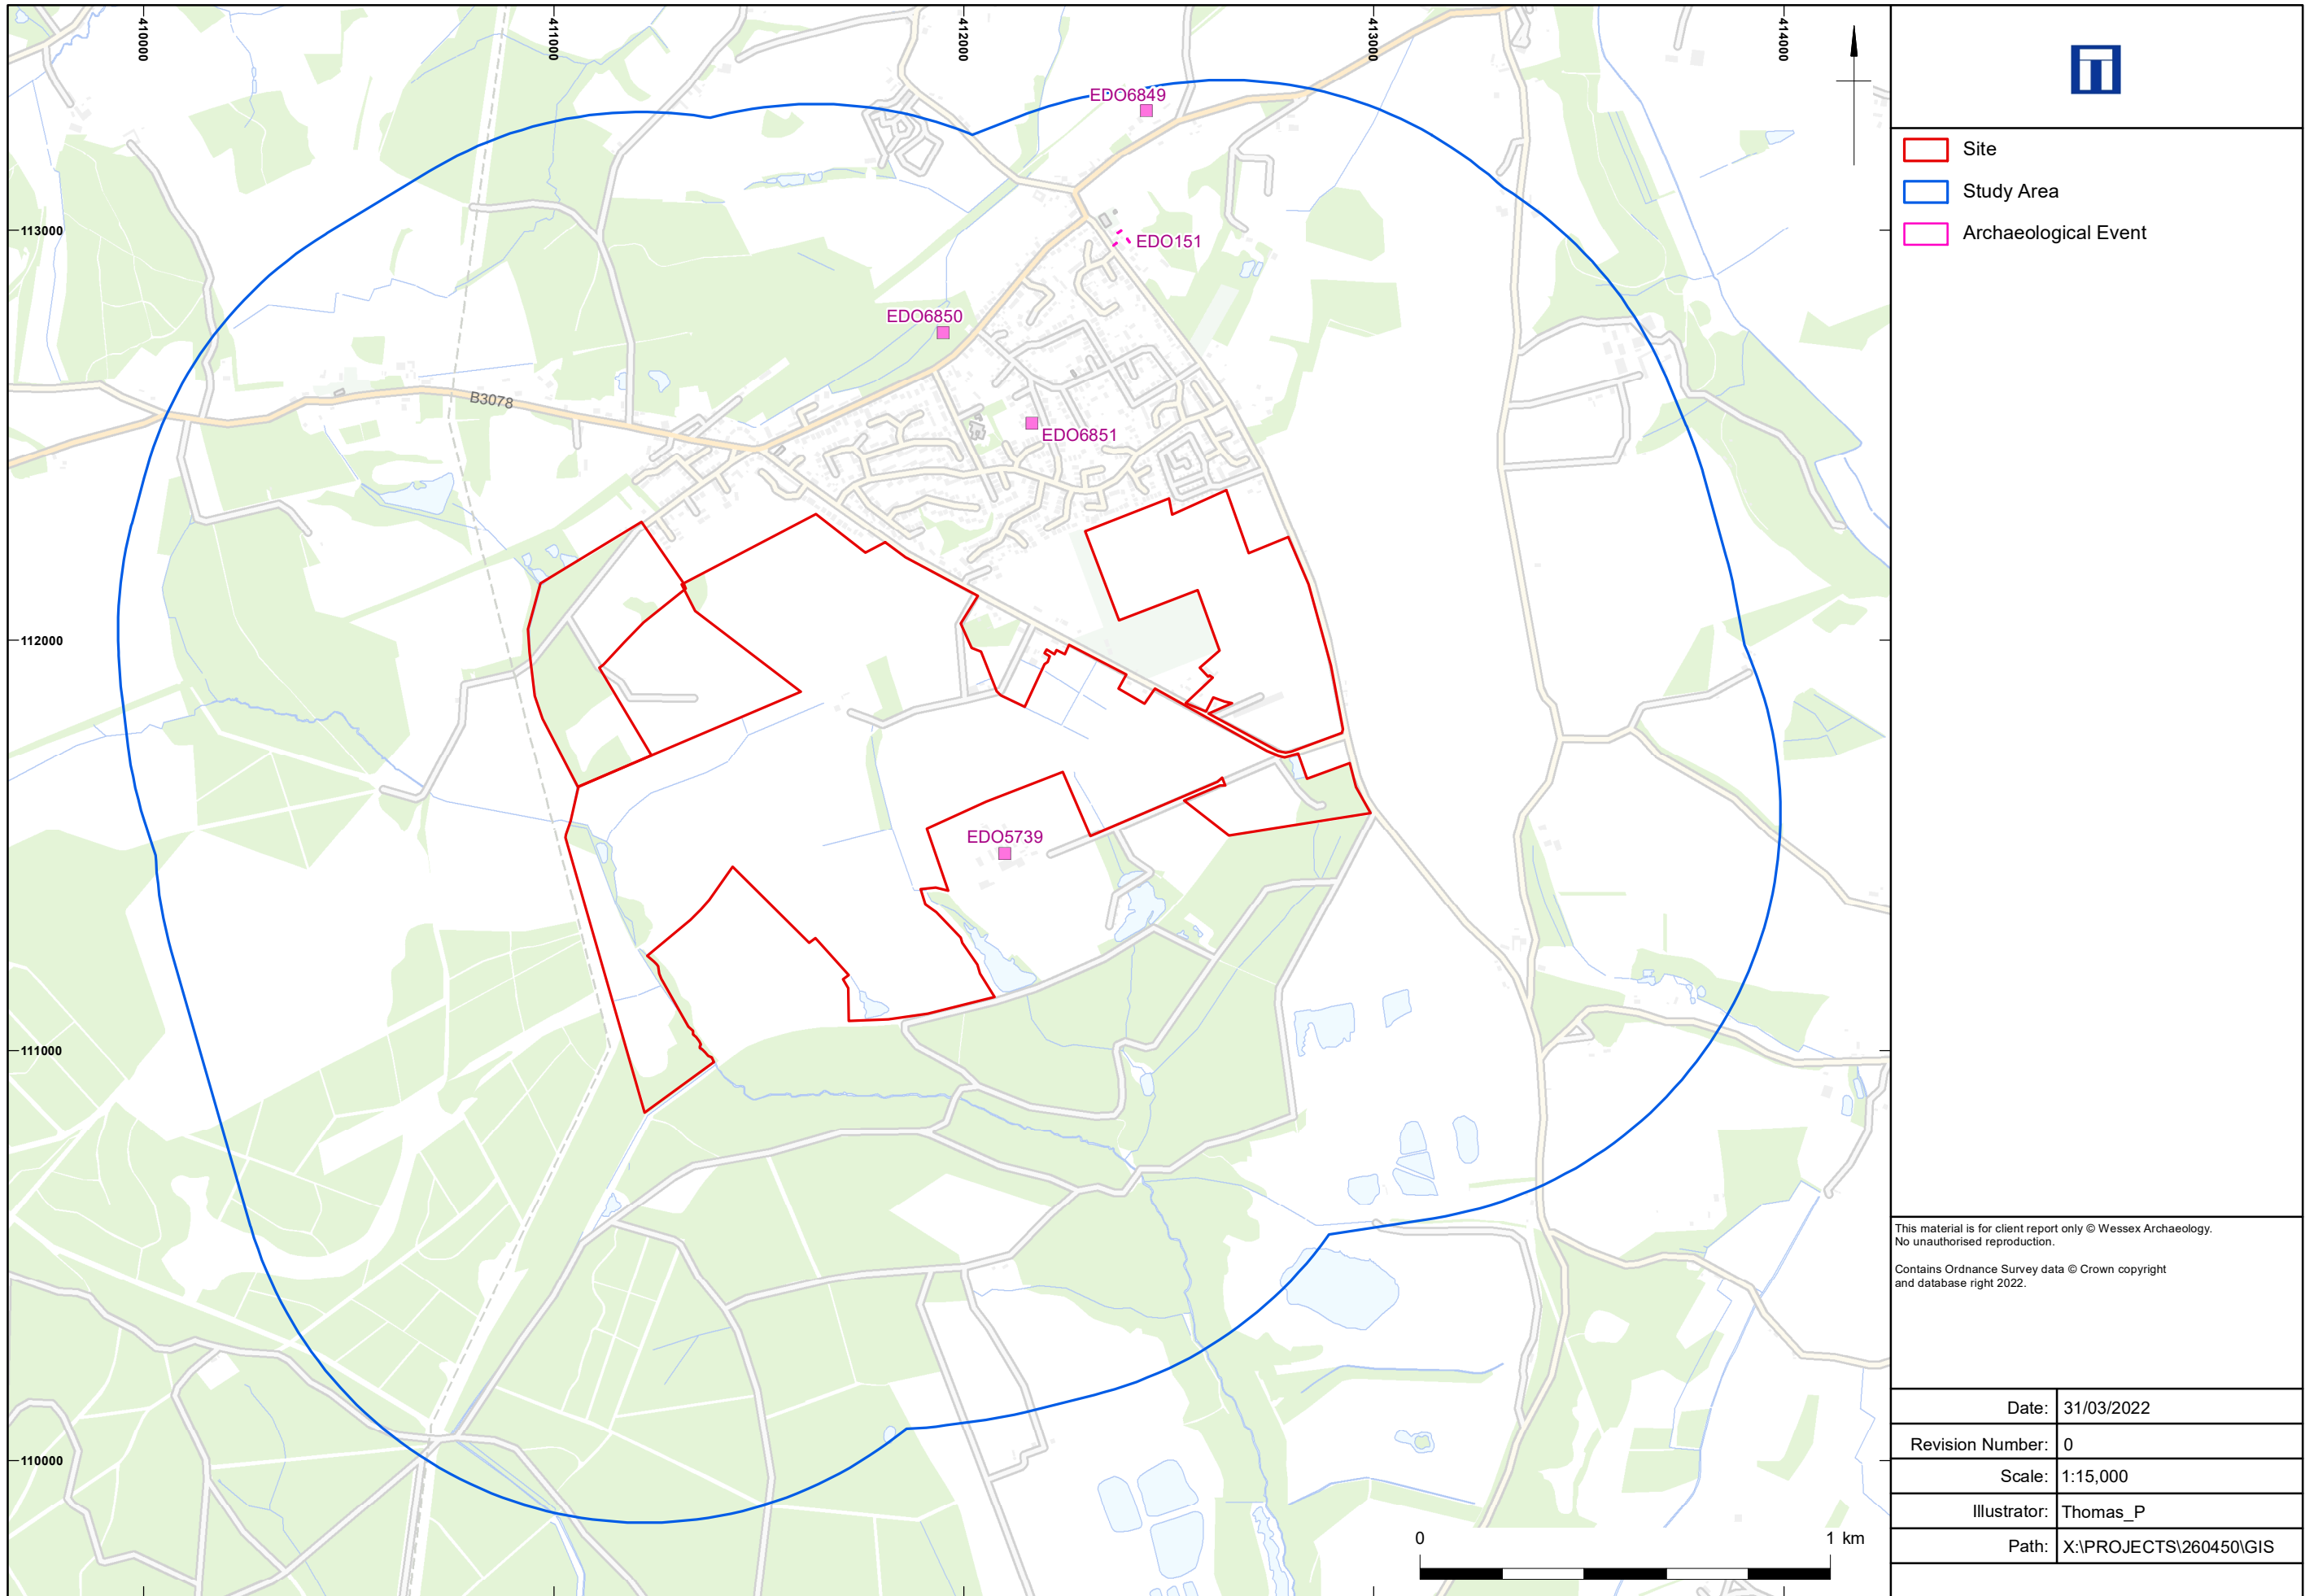 410000
411000
412000
413000
414000
113000
112000
111000
110000
EDO6849
EDO151
EDO6850
B3078
EDO6851
EDO5739
0
1 km
Site
Study Area
Archaeological Event
This material is for client report only © Wessex Archaeology.
No unauthorised reproduction.
Contains Ordnance Survey data © Crown copyright
and database right 2022.
Date: 31/03/2022
Revision Number: 0
Scale: 1:15,000
Illustrator: Thomas_P
Path: X:\PROJECTS\260450\GIS